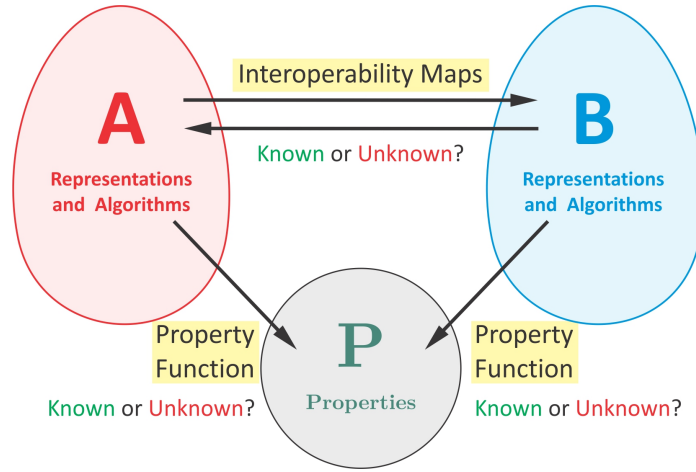 Interoperability Maps
A
B
Known or Unknown?
Representations
and Algorithms
Representations
and Algorithms
Property
Function
Property
Function
P
Properties
Known or Unknown?
Known or Unknown?